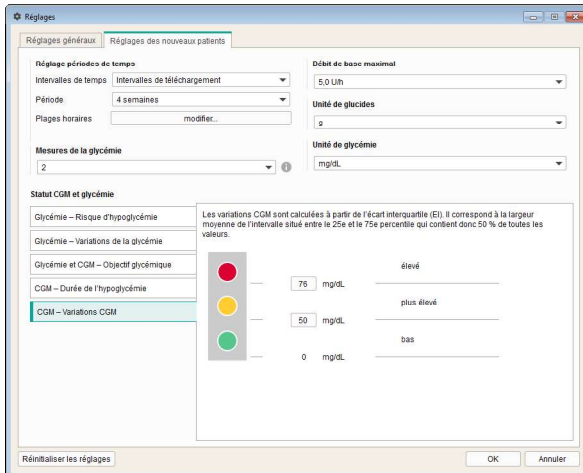 Réglages
Réglages généraux
Réglages des nouveaux patients
Réglage périodes de temps
Intervalles de temps
Intervalles de téléchargement
Période
4 semaines
Plages horaires
modifier...
Mesures de la glycémie
2
Débit de base maximal
5,0 U/h
Unité de glucides
g
Unité de glycémie
mg/dL
Statut CGM et glycémie
Glycémie – Risque d'hypoglycémie
Glycémie – Variations de la glycémie
Glycémie et CGM – Objectif glycémique
CGM – Durée de l'hypoglycémie
CGM – Variations CGM
Les variations CGM sont calculées à partir de l'écart interquartile (EI). Il correspond à la largeur
moyenne de l'intervalle situé entre le 25e et le 75e percentile qui contient donc 50 % de toutes les
valeurs.
élevé
76 mg/dL
plus élevé
50 mg/dL
bas
0 mg/dL
Réinitialiser les réglages
OK
Annuler